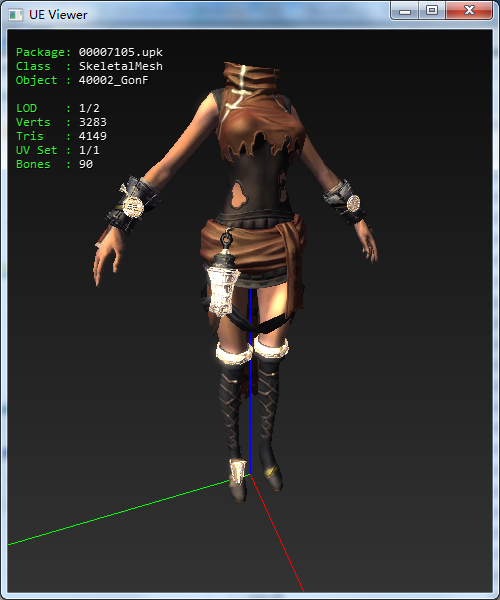 UE Viewer
Package: 00007105.upk
Class  : SkeletalMesh
Object : 40002_GonF
LOD    : 1/2
Verts  : 3283
Tris   : 4149
UV Set : 1/1
Bones  : 90